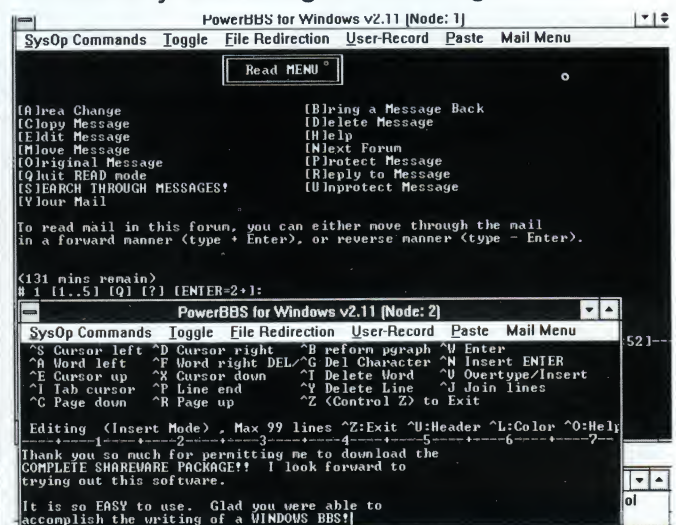 PowerBBS for Windows v2.11 [Node: 1]
SysOp Commands Toggle File Redirection User-Record Paste Mail Menu
Read MENU
[A]rea Change [B]ring a Message Back
[C]opy Message [D]elete Message
[E]dit Message [H]elp
[M]ove Message [N]ext Forum
[O]riginal Message [P]rotect Message
[Q]uit READ mode [R]eply to Message
[S]EARCH THROUGH MESSAGES! [U]nprotect Message
[Y]our Mail
To read mail in this forum, you can either move through the mail
in a forward manner (type + Enter), or reverse manner (type - Enter).
(131 mins remain)
# 1 [1..5] [Q] [?] [ENTER=2+]:
PowerBBS for Windows v2.11 [Node: 2]
SysOp Commands Toggle File Redirection User-Record Paste Mail Menu
52]---
^S Cursor left ^D Cursor right ^B reform pgraph ^W Enter
^A Word left ^F Word right DEL/^G Del Character ^N Insert ENTER
^E Cursor up ^X Cursor down ^T Delete Word ^V Overtype/Insert
^I Tab cursor ^P Line end ^Y Delete Line ^J Join lines
^C Page down ^R Page up ^Z (Control Z) to Exit
Editing (Insert Mode) , Max 99 lines ^Z:Exit ^U:Header ^L:Color ^O:Help
----+----1----+----2----+----3----+----4----+----5----+----6----+----7--
Thank you so much for permitting me to download the
COMPLETE SHAREWARE PACKAGE!! I look forward to
trying out this software.
It is so EASY to use. Glad you were able to
accomplish the writing of a WINDOWS BBS!
ol